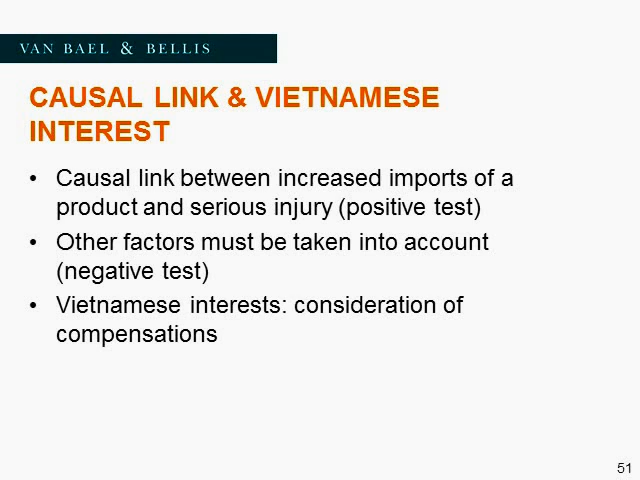 VAN BAEL & BELLIS
CAUSAL LINK & VIETNAMESE
INTEREST
• Causal link between increased imports of a
product and serious injury (positive test)
• Other factors must be taken into account
(negative test)
• Vietnamese interests: consideration of
compensations
51